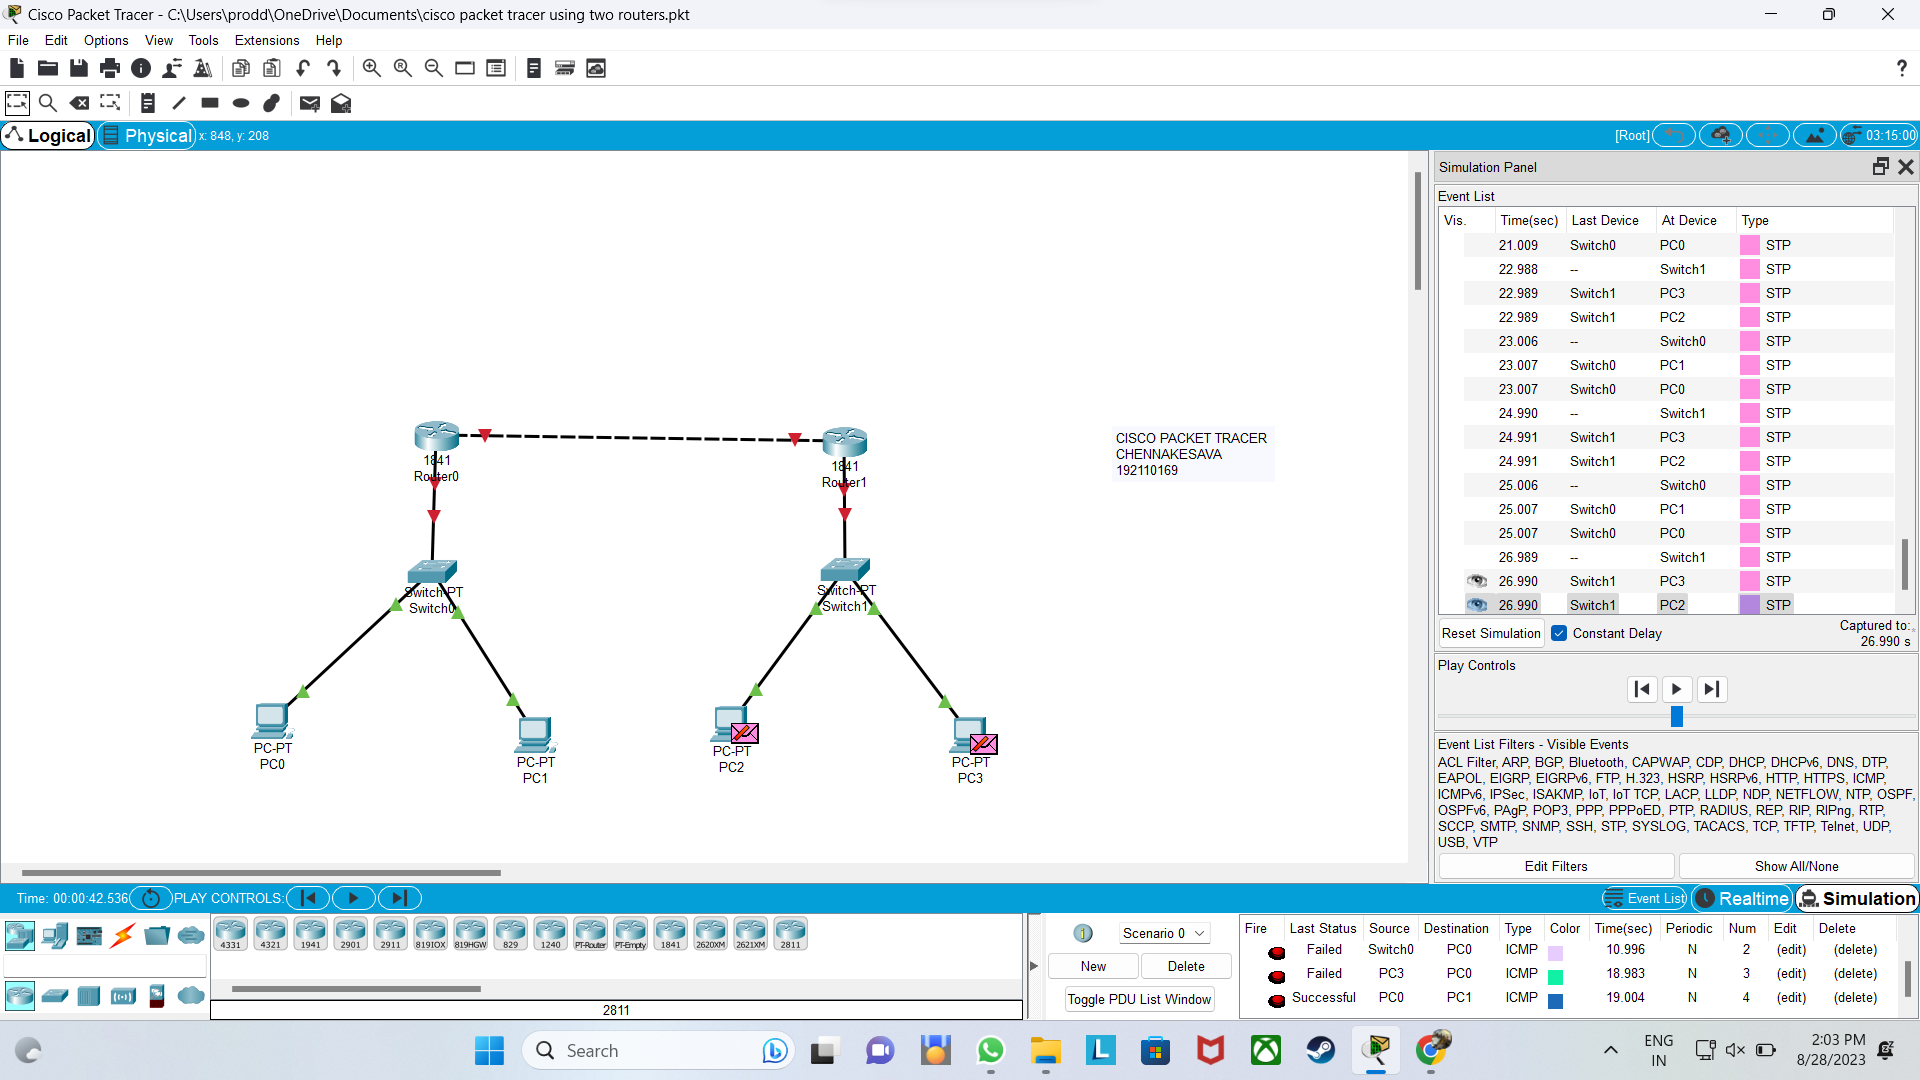 Cisco Packet Tracer - C:\Users\prodd\OneDrive\Documents\cisco packet tracer using two routers.pkt
File Edit Options View Tools Extensions Help
?
Logical Physical x: 848, y: 208 [Root] 03:15:00
Simulation Panel
Event List
Vis. Time(sec) Last Device At Device Type
21.009 Switch0 PC0 STP
22.988 -- Switch1 STP
22.989 Switch1 PC3 STP
22.989 Switch1 PC2 STP
23.006 -- Switch0 STP
23.007 Switch0 PC1 STP
23.007 Switch0 PC0 STP
24.990 -- Switch1 STP
24.991 Switch1 PC3 STP
24.991 Switch1 PC2 STP
25.006 -- Switch0 STP
25.007 Switch0 PC1 STP
25.007 Switch0 PC0 STP
26.989 -- Switch1 STP
26.990 Switch1 PC3 STP
26.990 Switch1 PC2 STP
Reset Simulation Constant Delay Captured to:
26.990 s
Play Controls
Event List Filters - Visible Events
ACL Filter, ARP, BGP, Bluetooth, CAPWAP, CDP, DHCP, DHCPv6, DNS, DTP,
EAPOL, EIGRP, EIGRPv6, FTP, H.323, HSRP, HSRPv6, HTTP, HTTPS, ICMP,
ICMPv6, IPSec, ISAKMP, IoT, IoT TCP, LACP, LLDP, NDP, NETFLOW, NTP, OSPF,
OSPFv6, PAgP, POP3, PPP, PPPoED, PTP, RADIUS, REP, RIP, RIPng, RTP,
SCCP, SMTP, SNMP, SSH, STP, SYSLOG, TACACS, TCP, TFTP, Telnet, UDP,
USB, VTP
Edit Filters Show All/None
1841
Router0
1841
Router1
CISCO PACKET TRACER
CHENNAKESAVA
192110169
Switch-PT
Switch0
Switch-PT
Switch1
PC-PT
PC0
PC-PT
PC1
PC-PT
PC2
PC-PT
PC3
Time: 00:00:42.536 PLAY CONTROLS: Event List Realtime Simulation
4331 4321 1941 2901 2911 819IOX 819HGW 829 1240 PT-Router PT-Empty 1841 2620XM 2621XM 2811
2811
Scenario 0
New Delete
Toggle PDU List Window
Fire Last Status Source Destination Type Color Time(sec) Periodic Num Edit Delete
Failed Switch0 PC0 ICMP 10.996 N 2 (edit) (delete)
Failed PC3 PC0 ICMP 18.983 N 3 (edit) (delete)
Successful PC0 PC1 ICMP 19.004 N 4 (edit) (delete)
Search
ENG
IN
2:03 PM
8/28/2023